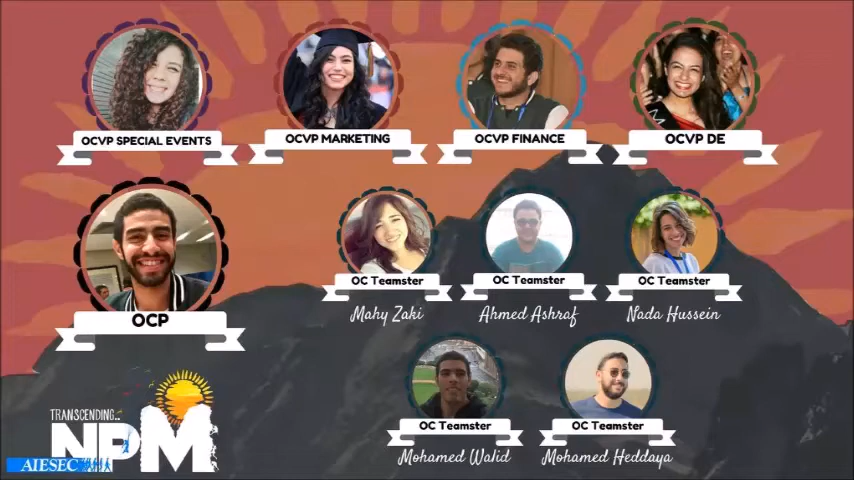 OCVP SPECIAL EVENTS
OCVP MARKETING
OCVP FINANCE
OCVP DE
OCP
OC Teamster
Mahy Zaki
OC Teamster
Ahmed Ashraf
OC Teamster
Nada Hussein
OC Teamster
Mohamed Walid
OC Teamster
Mohamed Heddaya
TRANSCENDING..
NPM
AIESEC